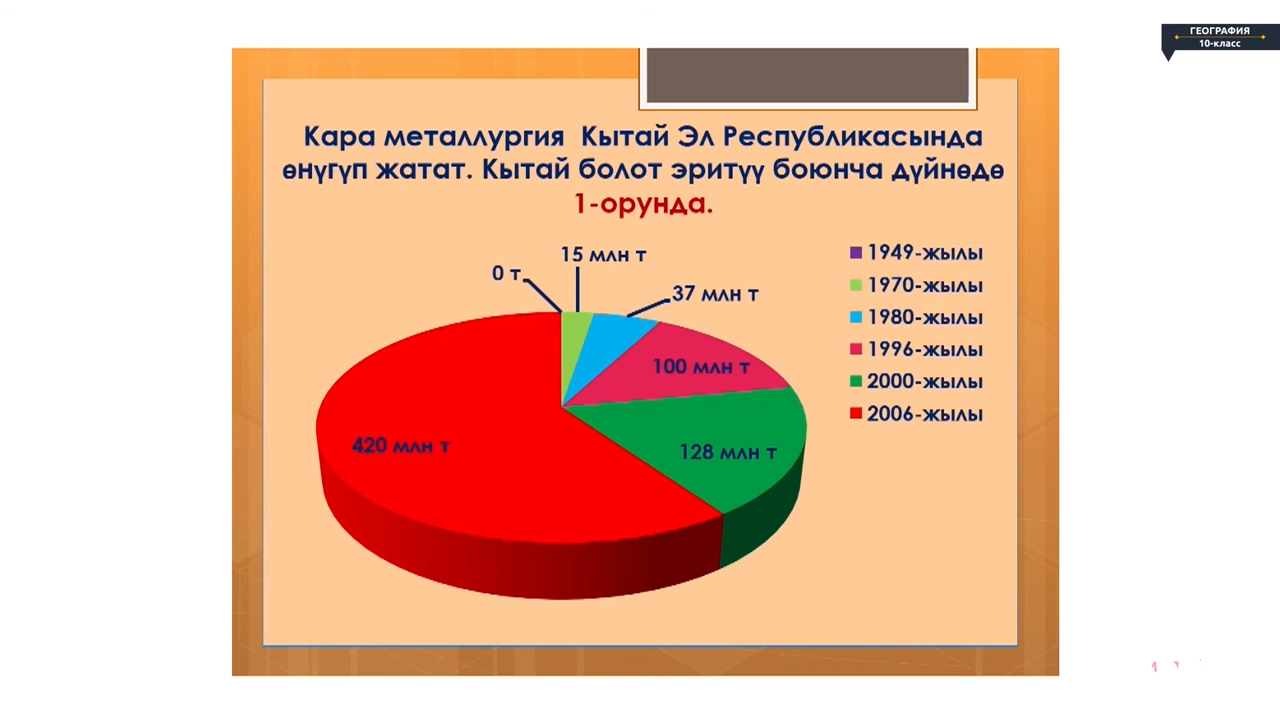 ГЕОГРАФИЯ
10-класс
Кара металлургия Кытай Эл Республикасында
өнүгүп жатат. Кытай болот эритүү боюнча дүйнөдө
1-орунда.
0 т
15 млн т
37 млн т
100 млн т
128 млн т
420 млн т
1949-жылы
1970-жылы
1980-жылы
1996-жылы
2000-жылы
2006-жылы